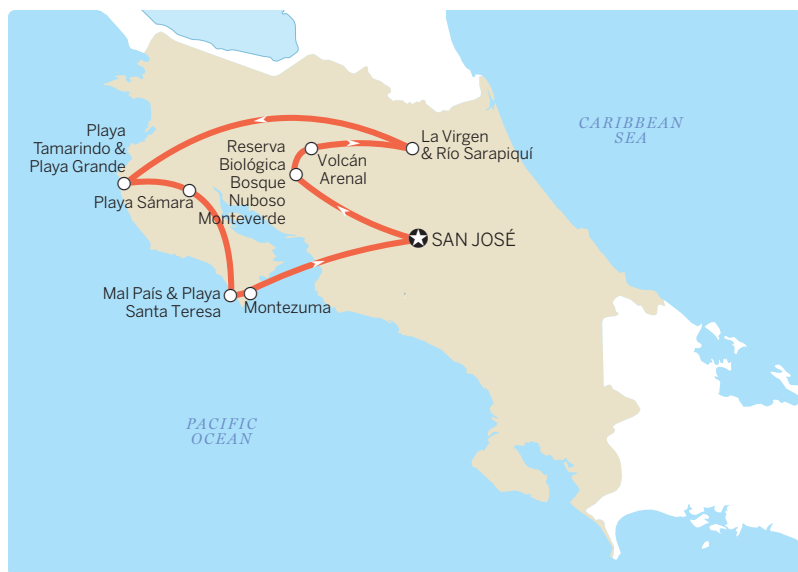 CARIBBEAN
SEA
Playa
Tamarindo &
Playa Grande
Reserva
Biológica
Bosque
Nuboso
Monteverde
Volcán
Arenal
La Virgen
& Río Sarapiquí
Playa Sámara
SAN JOSÉ
Mal País & Playa
Santa Teresa
Montezuma
PACIFIC
OCEAN